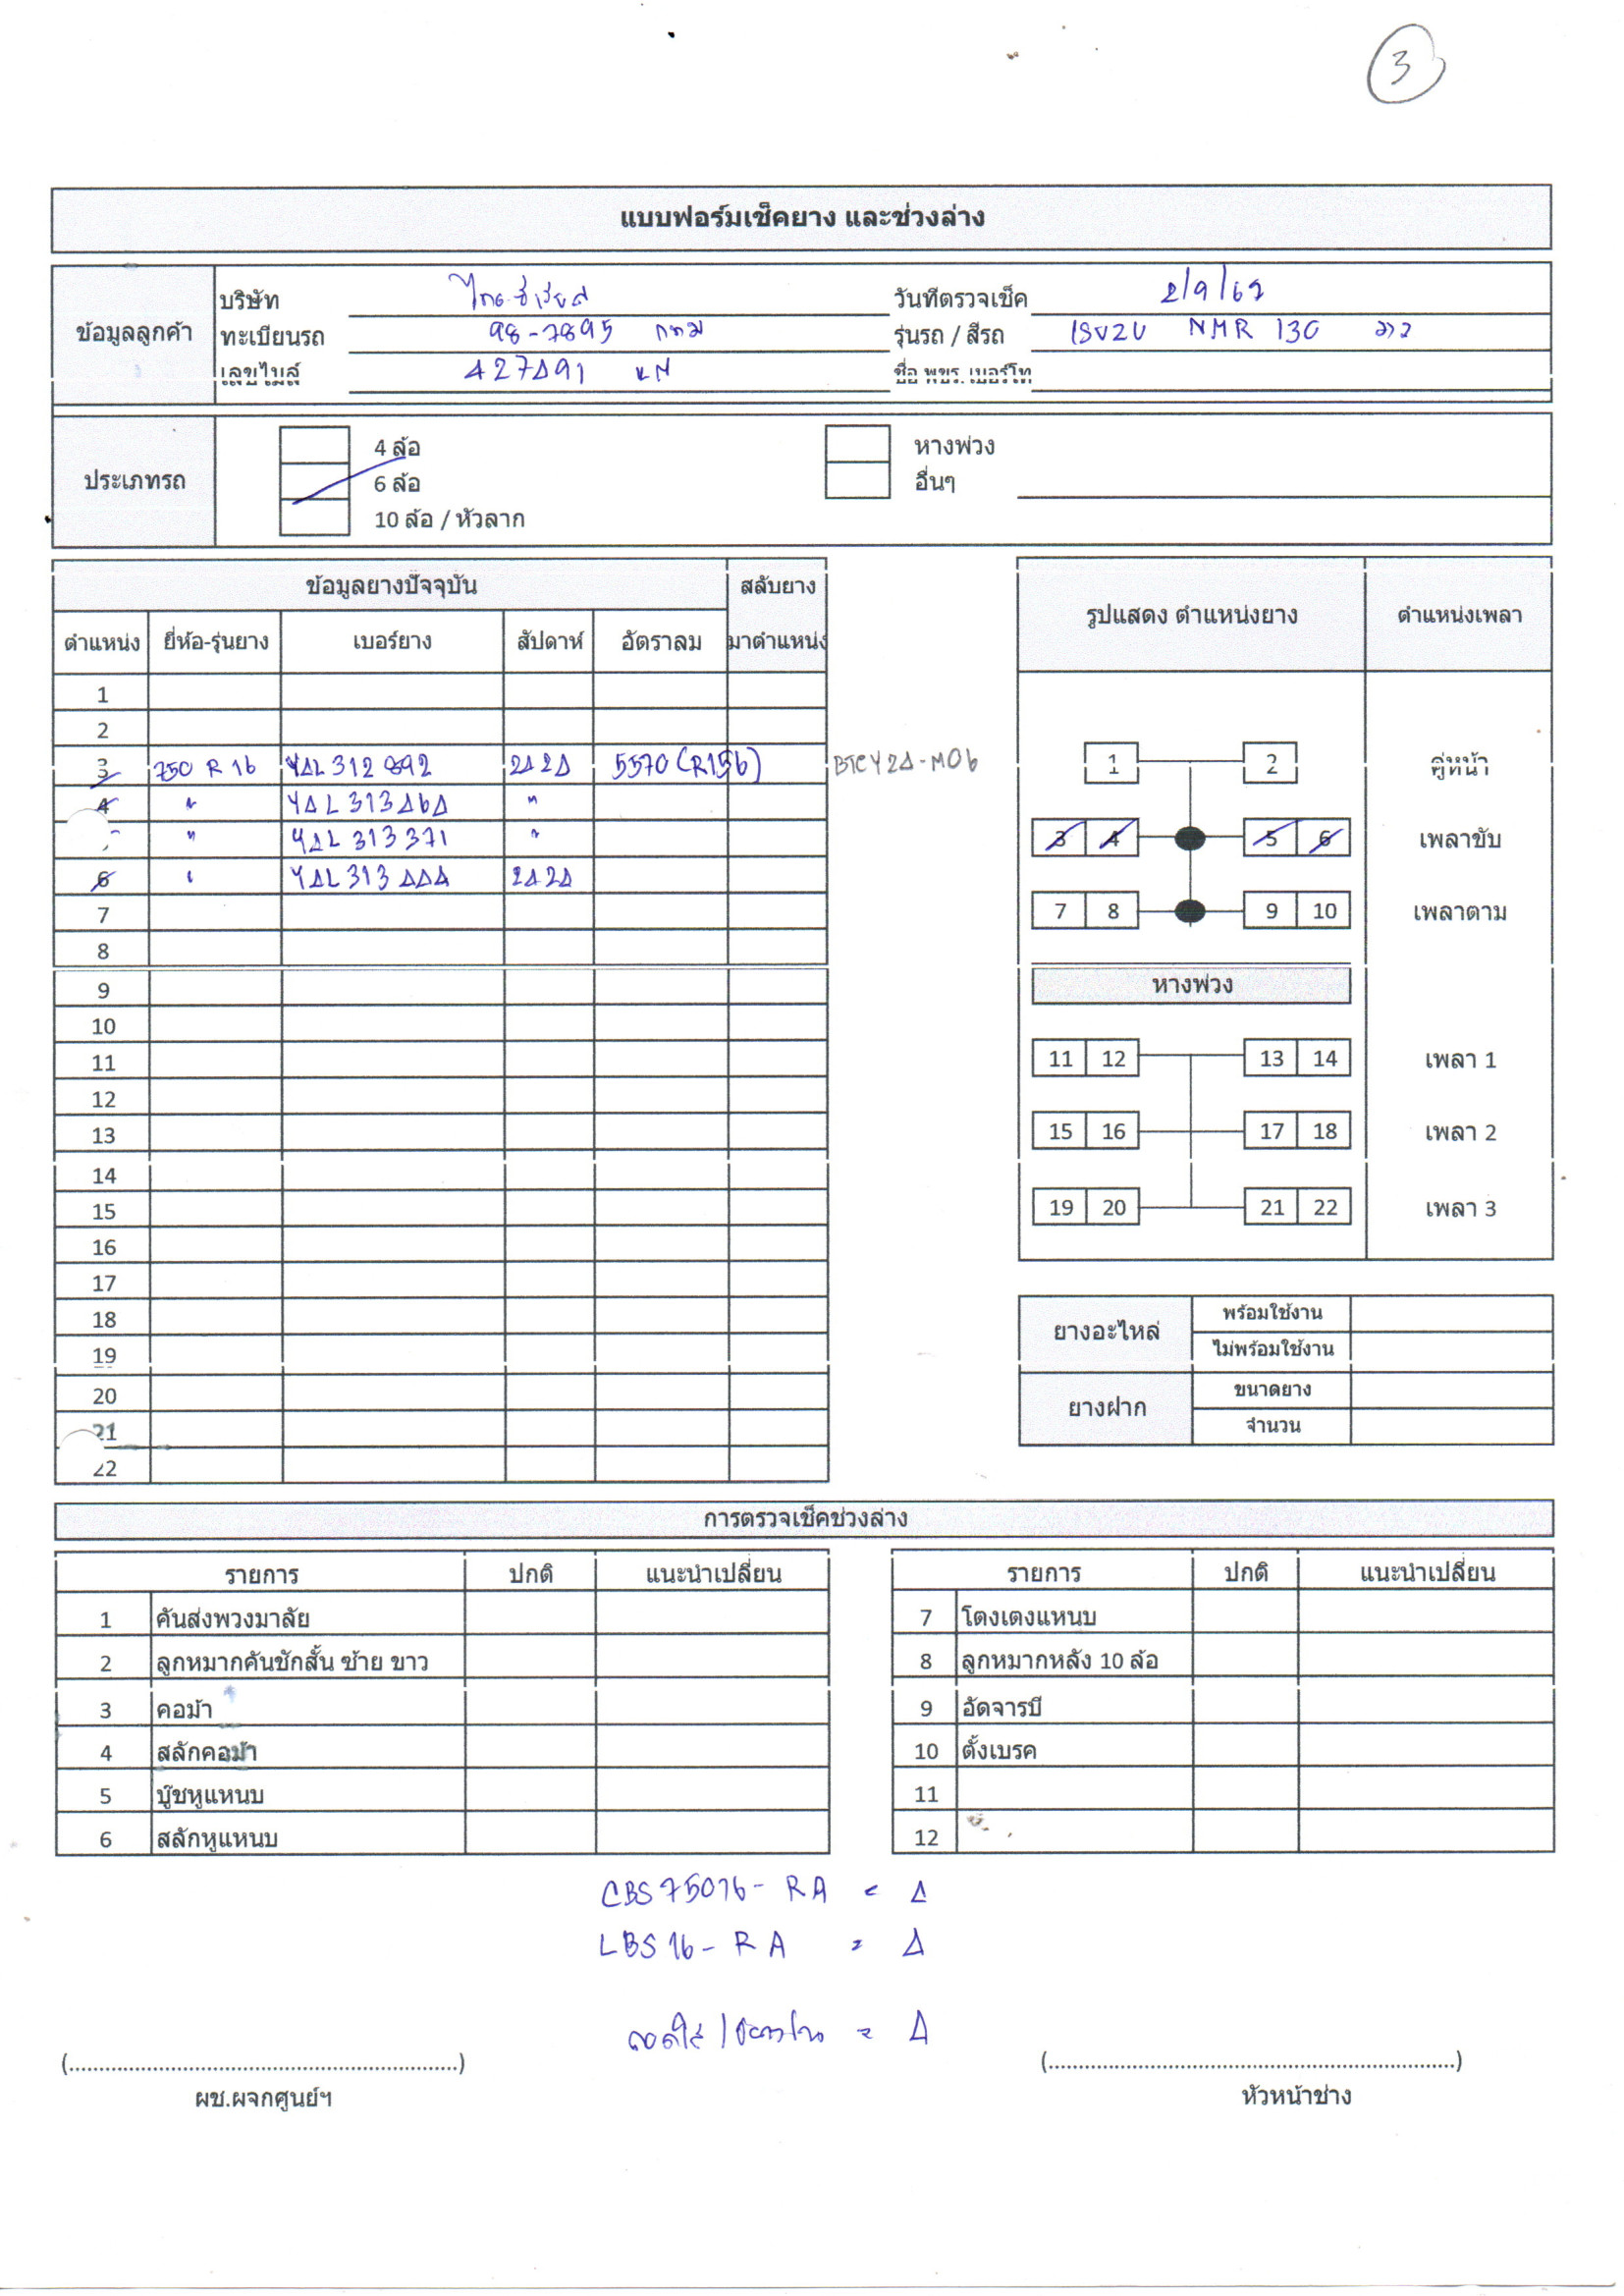 3
แบบฟอร์มเช็คยาง และช่วงล่าง
ข้อมูลลูกค้า
บริษัท ไทยซีเรียส วันที่ตรวจเช็ค 2/9/67
ทะเบียนรถ 98-7895 กทม รุ่นรถ / สีรถ ISUZU NMR 130 ขาว
เลขไมล์ 427491 ชื่อ พขร. เบอร์โท
ประเภทรถ
4 ล้อ หางพ่วง
6 ล้อ อื่นๆ
10 ล้อ / หัวลาก
ข้อมูลยางปัจจุบัน สลับยาง
ตำแหน่ง ยี่ห้อ-รุ่นยาง เบอร์ยาง สัปดาห์ อัตราลม มาตำแหน่ง
1
2
3 750 R 16 Y4L 312 892 2424 5570 (R156) BTCY24-M06
4 " Y4L 313464 "
" Y4L 313 371 "
6 " Y4L 313 444 2424
7
8
9
10
11
12
13
14
15
16
17
18
19
20
21
22
รูปแสดง ตำแหน่งยาง ตำแหน่งเพลา
1 2 คู่หน้า
3 4 5 6 เพลาขับ
7 8 9 10 เพลาตาม
หางพ่วง
11 12 13 14 เพลา 1
15 16 17 18 เพลา 2
19 20 21 22 เพลา 3
ยางอะไหล่ พร้อมใช้งาน
ไม่พร้อมใช้งาน
ยางฝาก ขนาดยาง
จำนวน
การตรวจเช็คช่วงล่าง
รายการ ปกติ แนะนำเปลี่ยน รายการ ปกติ แนะนำเปลี่ยน
1 คันส่งพวงมาลัย 7 โตงเตงแหนบ
2 ลูกหมากคันชักสั้น ซ้าย ขาว 8 ลูกหมากหลัง 10 ล้อ
3 คอม้า 9 อัดจารบี
4 สลักคอม้า 10 ตั้งเบรค
5 บู๊ชหูแหนบ 11
6 สลักหูแหนบ 12
CBS75016-RA = 4
LBS16-RA = 4
ถอดใส่ / = 4
(..............................) (..............................)
ผช.ผจกศูนย์ฯ หัวหน้าช่าง